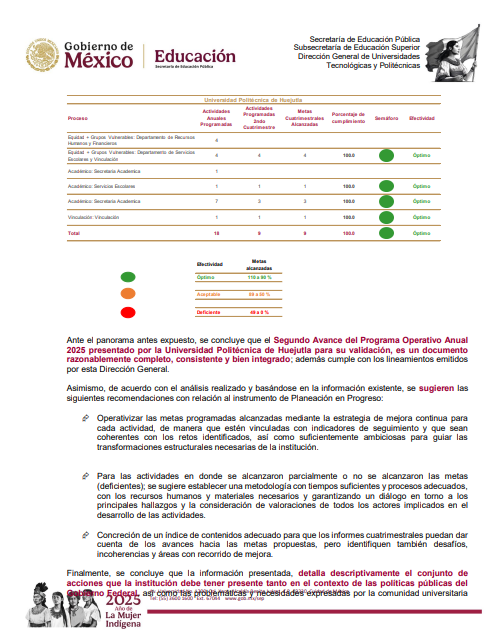 Gobierno de
México
Educación
Secretaría de Educación Pública
Secretaría de Educación Pública
Subsecretaría de Educación Superior
Dirección General de Universidades
Tecnológicas y Politécnicas
Universidad Politécnica de Huejutla
Proceso Actividades Anuales Programadas Actividades Programadas 2ndo Cuatrimestre Metas Cuatrimestrales Alcanzadas Porcentaje de cumplimiento Semáforo Efectividad
Equidad + Grupos Vulnerables: Departamento de Recursos Humanos y Financieros 4
Equidad + Grupos Vulnerables: Departamento de Servicios Escolares y Vinculación 4 4 4 100.0 Óptimo
Académico: Secretaría Academica 1
Académico: Servicios Escolares 1 1 1 100.0 Óptimo
Académico: Secretaría Academica 7 3 3 100.0 Óptimo
Vinculación: Vinculación 1 1 1 100.0 Óptimo
Total 18 9 9 100.0 Óptimo
Efectividad Metas alcanzadas
Óptimo 110 a 90 %
Aceptable
Deficiente 49 a 0 %
Ante el panorama antes expuesto, se concluye que el Segundo Avance del Programa Operativo Anual
2025 presentado por la Universidad Politécnica de Huejutla para su validación, es un documento
razonablemente completo, consistente y bien integrado; además cumple con los lineamientos emitidos
por esta Dirección General.
Asimismo, de acuerdo con el análisis realizado y basándose en la información existente, se sugieren las
siguientes recomendaciones con relación al instrumento de Planeación en Progreso:
Operativizar las metas programadas alcanzadas mediante la estrategia de mejora continua para
cada actividad, de manera que estén vinculadas con indicadores de seguimiento y que sean
coherentes con los retos identificados, así como suficientemente ambiciosas para guiar las
transformaciones estructurales necesarias de la institución.
Para las actividades en donde se alcanzaron parcialmente o no se alcanzaron las metas
(deficientes); se sugiere establecer una metodología con tiempos suficientes y procesos adecuados,
con los recursos humanos y materiales necesarios y garantizando un diálogo en torno a los
principales hallazgos y la consideración de valoraciones de todos los actores implicados en el
desarrollo de las actividades.
Concreción de un índice de contenidos adecuado para que los informes cuatrimestrales puedan dar
cuenta de los avances hacia las metas propuestas, pero identifiquen también desafíos,
incoherencias y áreas con recorrido de mejora.
Finalmente, se concluye que la información presentada, detalla descriptivamente el conjunto de
acciones que la institución debe tener presente tanto en el contexto de las políticas públicas del
Gobierno Federal, así como las problemáticas y necesidades expresadas por la comunidad universitaria
2025
Año de
La Mujer
Indígena